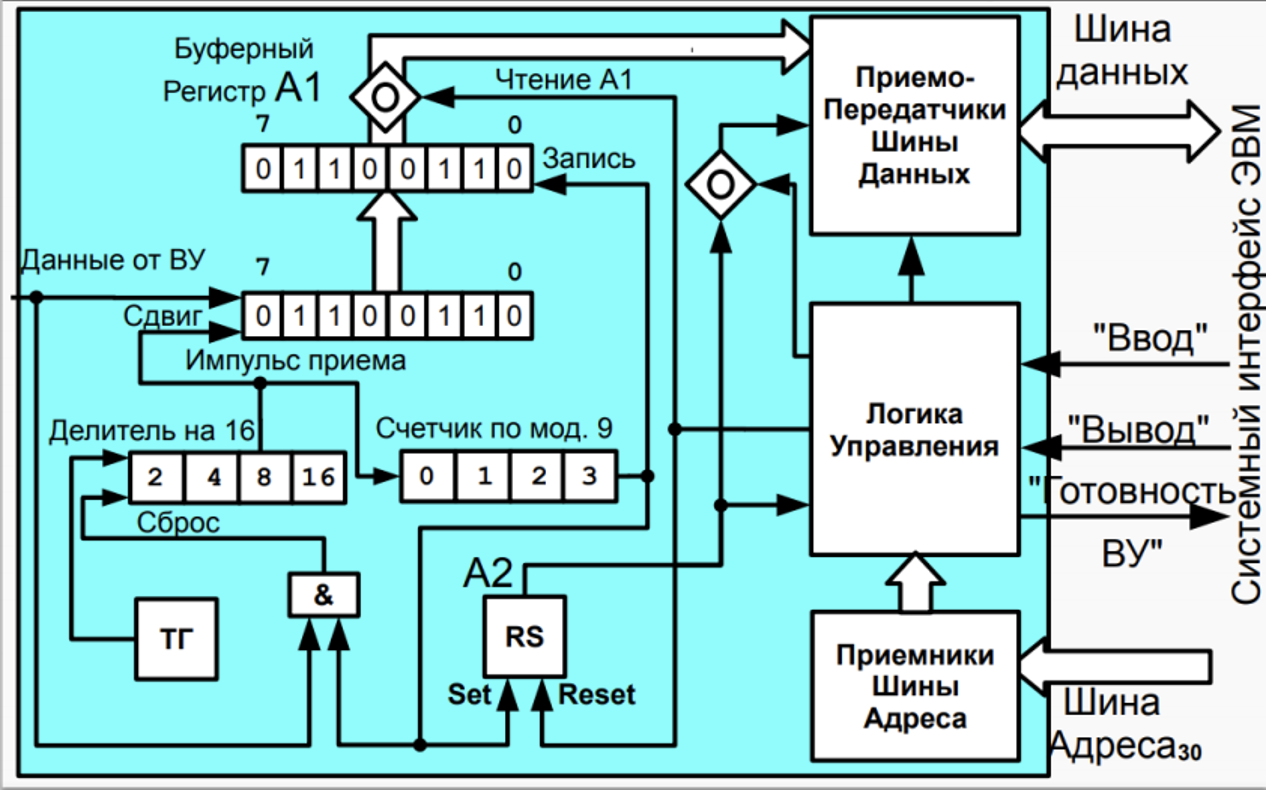 Буферный
Регистр А1
Чтение А1
Приемо-
Передатчики
Шины
Данных
Шина
данных
7 0
0 1 1 0 0 1 1 0
Запись
Данные от ВУ
7 0
Сдвиг
0 1 1 0 0 1 1 0
Импульс приема
Делитель на 16
2 4 8 16
Счетчик по мод. 9
0 1 2 3
Сброс
ТГ
&
А2
RS
Set
Reset
Логика
Управления
"Ввод"
"Вывод"
"Готовность
ВУ"
Приемники
Шины
Адреса
Шина
Адреса
30
Системный интерфейс ЭВМ